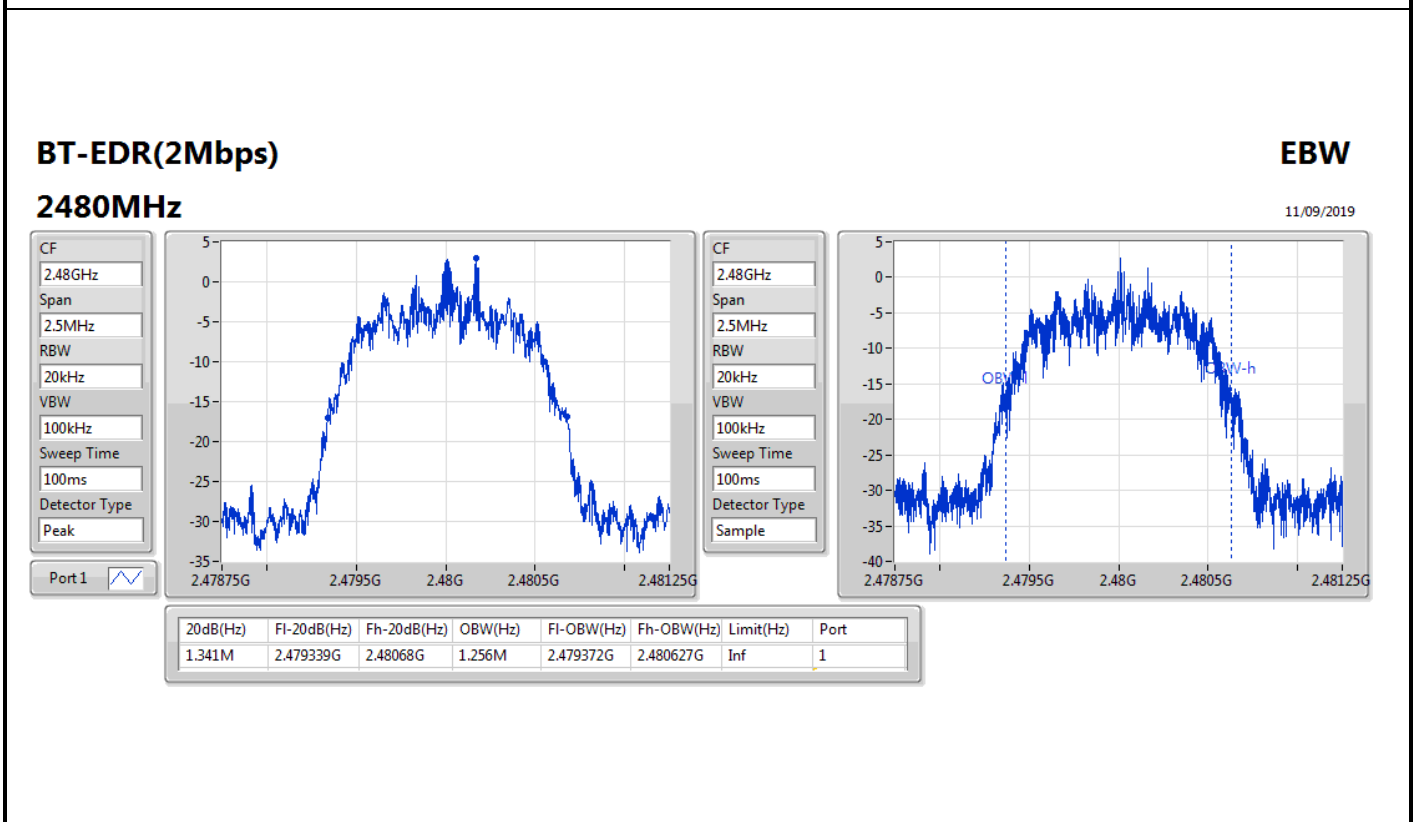 BT-EDR(2Mbps)
EBW
2480MHz
11/09/2019
CF
2.48GHz
Span
2.5MHz
RBW
20kHz
VBW
100kHz
Sweep Time
100ms
Detector Type
Peak
Port 1
5
0
-5
-10
-15
-20
-25
-30
-35
2.47875G 2.4795G 2.48G 2.4805G 2.48125G
CF
2.48GHz
Span
2.5MHz
RBW
20kHz
VBW
100kHz
Sweep Time
100ms
Detector Type
Sample
5
0
-5
-10
-15
-20
-25
-30
-35
-40
2.47875G 2.4795G 2.48G 2.4805G 2.48125G
20dB(Hz) Fl-20dB(Hz) Fh-20dB(Hz) OBW(Hz) Fl-OBW(Hz) Fh-OBW(Hz) Limit(Hz) Port
1.341M 2.479339G 2.48068G 1.256M 2.479372G 2.480627G Inf 1